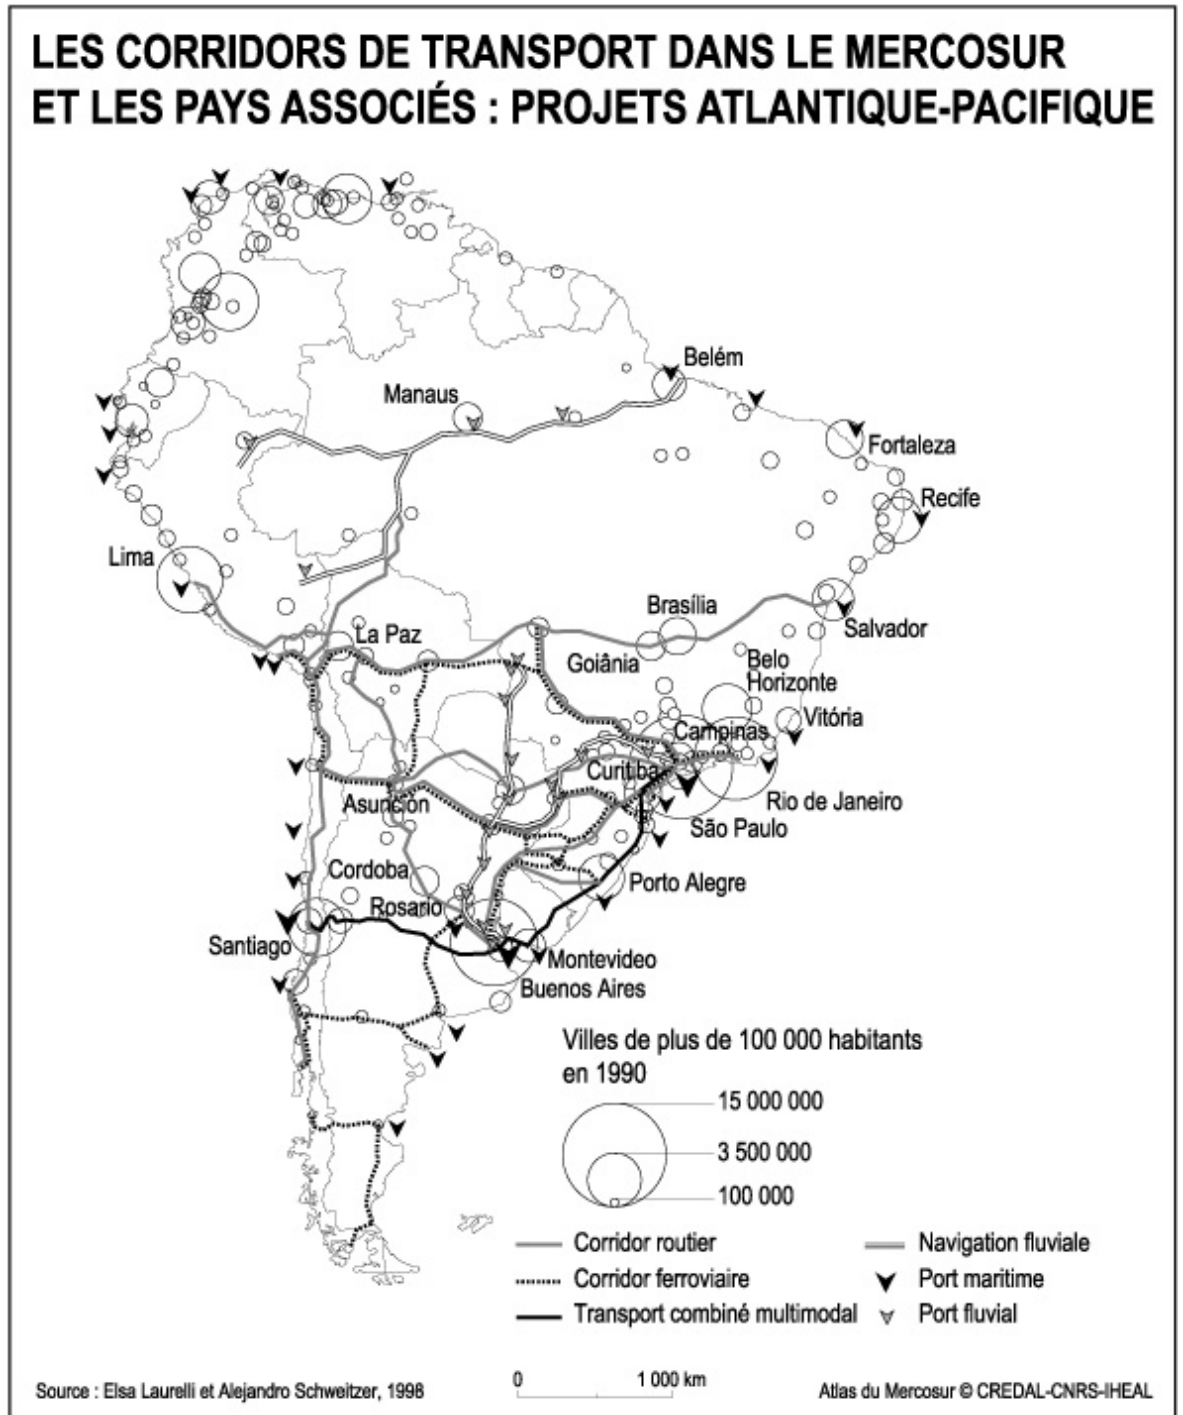 LES CORRIDORS DE TRANSPORT DANS LE MERCOSUR
ET LES PAYS ASSOCIÉS : PROJETS ATLANTIQUE-PACIFIQUE
Belém
Manaus
Fortaleza
Recife
Lima
Brasília
La Paz
Salvador
Goiânia
Belo
Horizonte
Vitória
Campinas
Curitiba
Asunción
Rio de Janeiro
São Paulo
Cordoba
Porto Alegre
Rosario
Santiago
Montevideo
Buenos Aires
Villes de plus de 100 000 habitants
en 1990
15 000 000
3 500 000
100 000
Corridor routier
Navigation fluviale
Corridor ferroviaire
Port maritime
Transport combiné multimodal
Port fluvial
0 1 000 km
Source : Elsa Laurelli et Alejandro Schweitzer, 1998
Atlas du Mercosur © CREDAL-CNRS-IHEAL